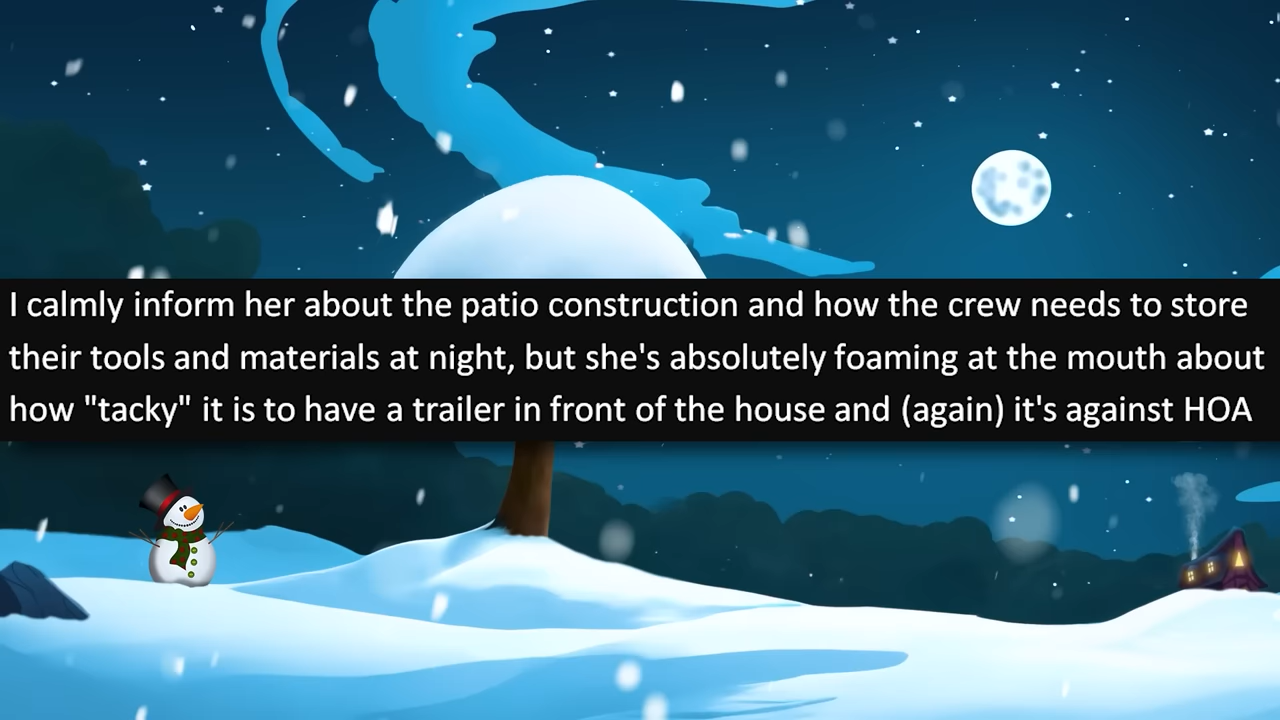 I calmly inform her about the patio construction and how the crew needs to store
their tools and materials at night, but she's absolutely foaming at the mouth about
how "tacky" it is to have a trailer in front of the house and (again) it's against HOA